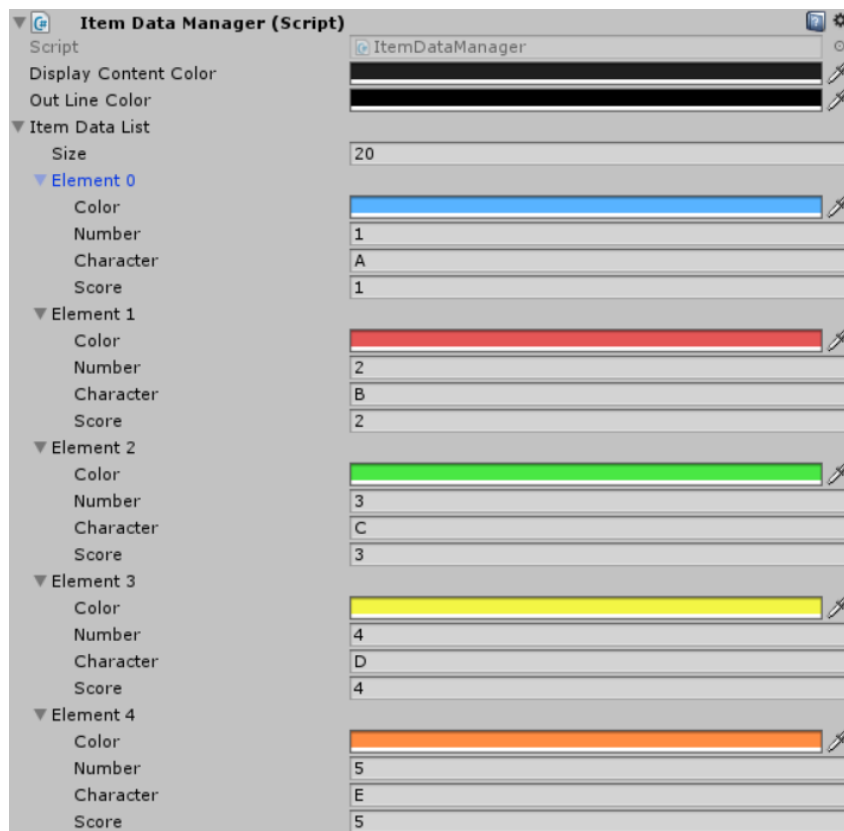 Item Data Manager (Script)
Script ItemDataManager
Display Content Color
Out Line Color
Item Data List
Size 20
Element 0
Color
Number 1
Character A
Score 1
Element 1
Color
Number 2
Character B
Score 2
Element 2
Color
Number 3
Character C
Score 3
Element 3
Color
Number 4
Character D
Score 4
Element 4
Color
Number 5
Character E
Score 5